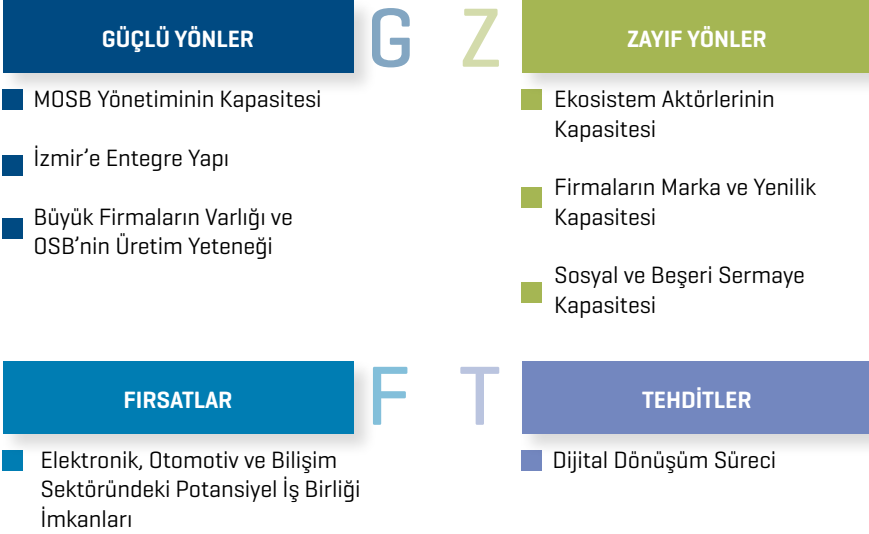 GÜÇLÜ YÖNLER
G
MOSB Yönetiminin Kapasitesi
İzmir’e Entegre Yapı
Büyük Firmaların Varlığı ve
OSB’nin Üretim Yeteneği
Z
ZAYIF YÖNLER
Ekosistem Aktörlerinin
Kapasitesi
Firmaların Marka ve Yenilik
Kapasitesi
Sosyal ve Beşeri Sermaye
Kapasitesi
FIRSATLAR
F
Elektronik, Otomotiv ve Bilişim
Sektöründeki Potansiyel İş Birliği
İmkanları
T
TEHDİTLER
Dijital Dönüşüm Süreci